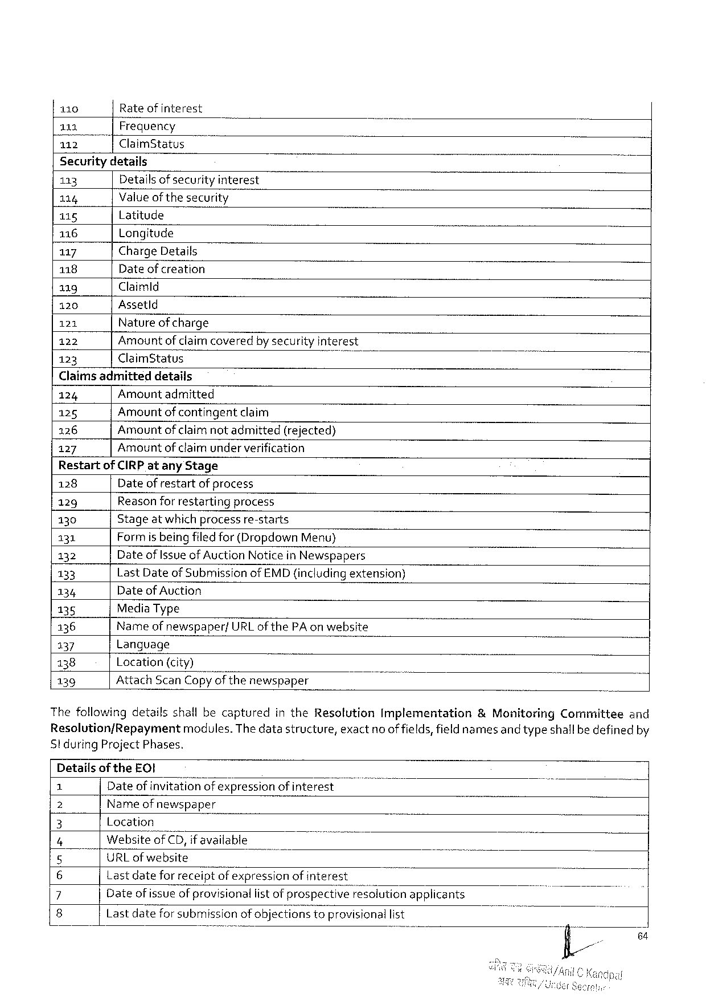 110 Rate of interest
111 Frequency
112 ClaimStatus
Security details
113 Details of security interest
114 Value of the security
115 Latitude
116 Longitude
117 Charge Details
118 Date of creation
119 ClaimId
120 AssetId
121 Nature of charge
122 Amount of claim covered by security interest
123 ClaimStatus
Claims admitted details
124 Amount admitted
125 Amount of contingent claim
126 Amount of claim not admitted (rejected)
127 Amount of claim under verification
Restart of CIRP at any Stage
128 Date of restart of process
129 Reason for restarting process
130 Stage at which process re-starts
131 Form is being filed for (Dropdown Menu)
132 Date of Issue of Auction Notice in Newspapers
133 Last Date of Submission of EMD (including extension)
134 Date of Auction
135 Media Type
136 Name of newspaper/ URL of the PA on website
137 Language
138 Location (city)
139 Attach Scan Copy of the newspaper
The following details shall be captured in the Resolution Implementation & Monitoring Committee and
Resolution/Repayment modules. The data structure, exact no of fields, field names and type shall be defined by
SI during Project Phases.
Details of the EOI
1 Date of invitation of expression of interest
2 Name of newspaper
3 Location
4 Website of CD, if available
5 URL of website
6 Last date for receipt of expression of interest
7 Date of issue of provisional list of prospective resolution applicants
8 Last date for submission of objections to provisional list
64
/Anil C Kandpal
/Under